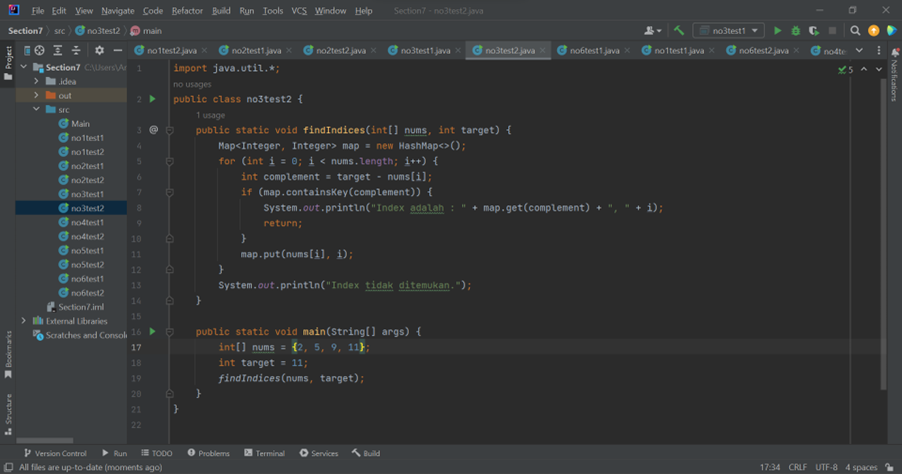 File Edit View Navigate Code Refactor Build Run Tools VCS Window Help Section7 - no3test2.java
Section7 src no3test2 main no3test1
Project no1test2.java no2test1.java no2test2.java no3test1.java no3test2.java no6test1.java no1test1.java no6test2.java no4te
Section7 C:\Users\Ar
.idea
out
src
Main
no1test1
no1test2
no2test1
no2test2
no3test1
no3test2
no4test1
no4test2
no5test1
no5test2
no6test1
no6test2
Section7.iml
External Libraries
Scratches and Consol
Bookmarks
Structure
1 import java.util.*; 5
no usages
2 public class no3test2 {
1 usage
3 @ public static void findIndices(int[] nums, int target) {
4 Map<Integer, Integer> map = new HashMap<>();
5 for (int i = 0; i < nums.length; i++) {
6 int complement = target - nums[i];
7 if (map.containsKey(complement)) {
8 System.out.println("Index adalah : " + map.get(complement) + ", " + i);
9 return;
10 }
11 map.put(nums[i], i);
12 }
13 System.out.println("Index tidak ditemukan.");
14 }
15
16 public static void main(String[] args) {
17 int[] nums = {2, 5, 9, 11};
18 int target = 11;
19 findIndices(nums, target);
20 }
21 }
22
Notifications
Version Control Run TODO Problems Terminal Services Build
All files are up-to-date (moments ago) 17:34 CRLF UTF-8 4 spaces